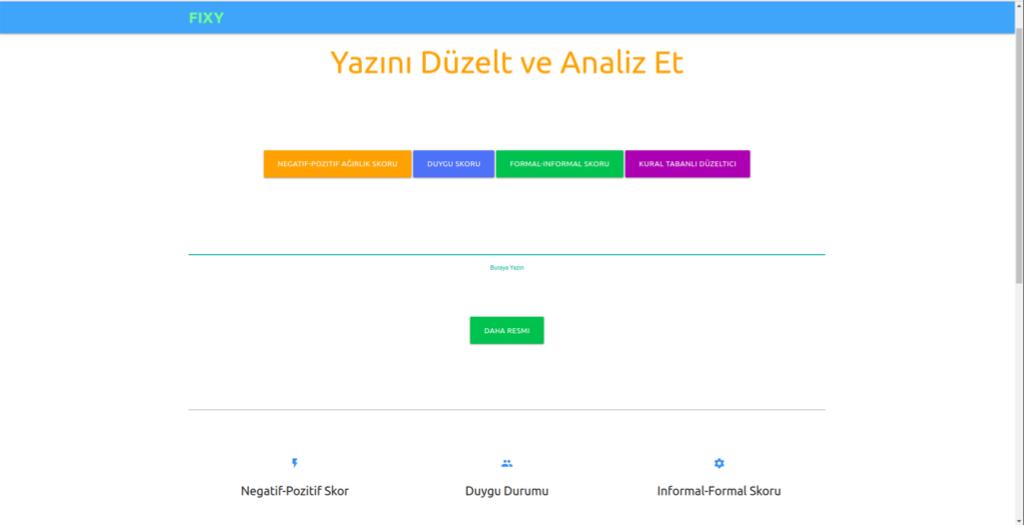 FIXY
Yazını Düzelt ve Analiz Et
NEGATIF-POZITIF AĞIRLIK SKORU DUYGU SKORU FORMAL-INFORMAL SKORU KURAL TABANLI DÜZELTICI
Buraya Yazın
DAHA RESMI
Negatif-Pozitif Skor Duygu Durumu Informal-Formal Skoru